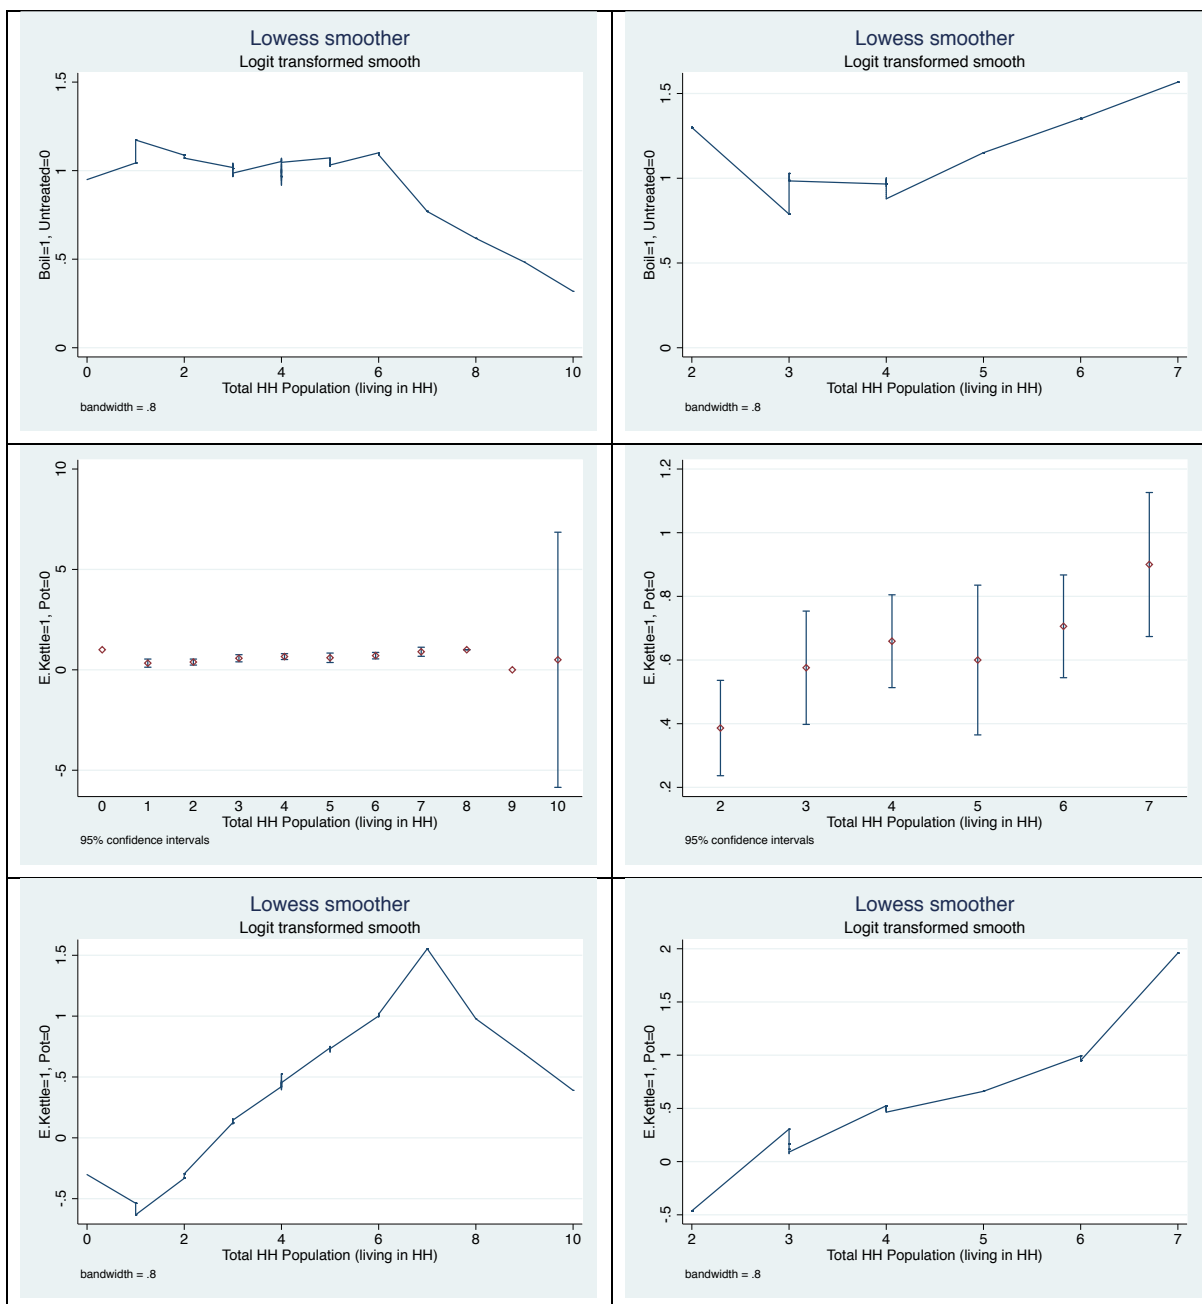 Lowess smoother
Logit transformed smooth
Boil=1, Untreated=0
1.5
1
.5
0
0 2 4 6 8 10
Total HH Population (living in HH)
bandwidth = .8
Lowess smoother
Logit transformed smooth
Boil=1, Untreated=0
1.5
1
.5
0
2 3 4 5 6 7
Total HH Population (living in HH)
bandwidth = .8
E.Kettle=1, Pot=0
10
5
0
-5
0 1 2 3 4 5 6 7 8 9 10
Total HH Population (living in HH)
95% confidence intervals
E.Kettle=1, Pot=0
1.2
1
.8
.6
.4
.2
2 3 4 5 6 7
Total HH Population (living in HH)
95% confidence intervals
Lowess smoother
Logit transformed smooth
E.Kettle=1, Pot=0
1.5
1
.5
0
-.5
0 2 4 6 8 10
Total HH Population (living in HH)
bandwidth = .8
Lowess smoother
Logit transformed smooth
E.Kettle=1, Pot=0
2
1.5
1
.5
0
-.5
2 3 4 5 6 7
Total HH Population (living in HH)
bandwidth = .8